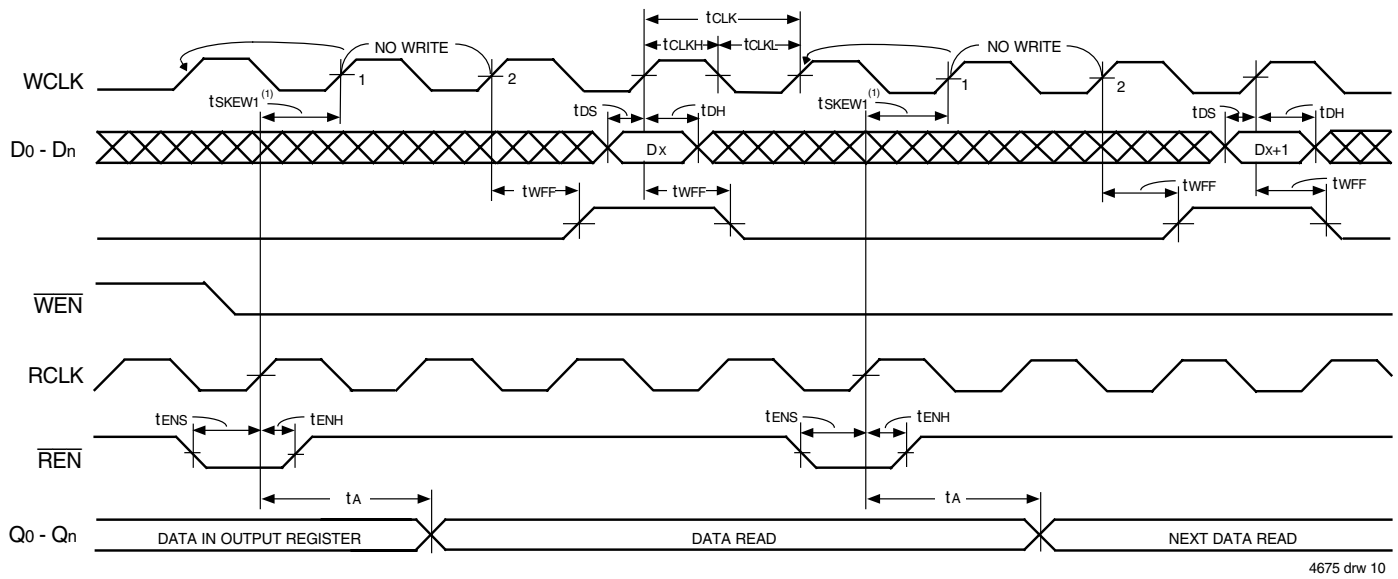 tCLK
tCLKH tCLKL
NO WRITE NO WRITE
WCLK 1 2 1 2
tSKEW1(1) tDS tDH tSKEW1(1) tDS tDH
D0 - Dn Dx Dx+1
tWFF tWFF tWFF tWFF
WEN
RCLK
tENS tENH tENS tENH
REN
tA tA
Q0 - Qn DATA IN OUTPUT REGISTER DATA READ NEXT DATA READ
4675 drw 10